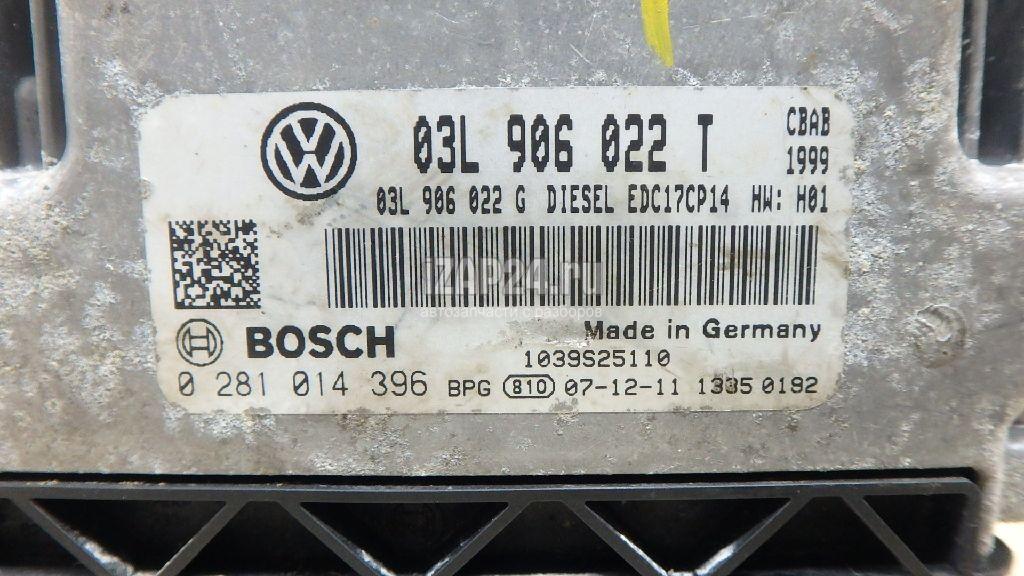 03L 906 022 T
CBAB
1999
03L 906 022 G DIESEL EDC17CP14 HW: H01
iZAP24.ru
автозапчасти с разборов
Made in Germany
BOSCH
1039S25110
0 281 014 396 BPG 810 07-12-11 1335 0192